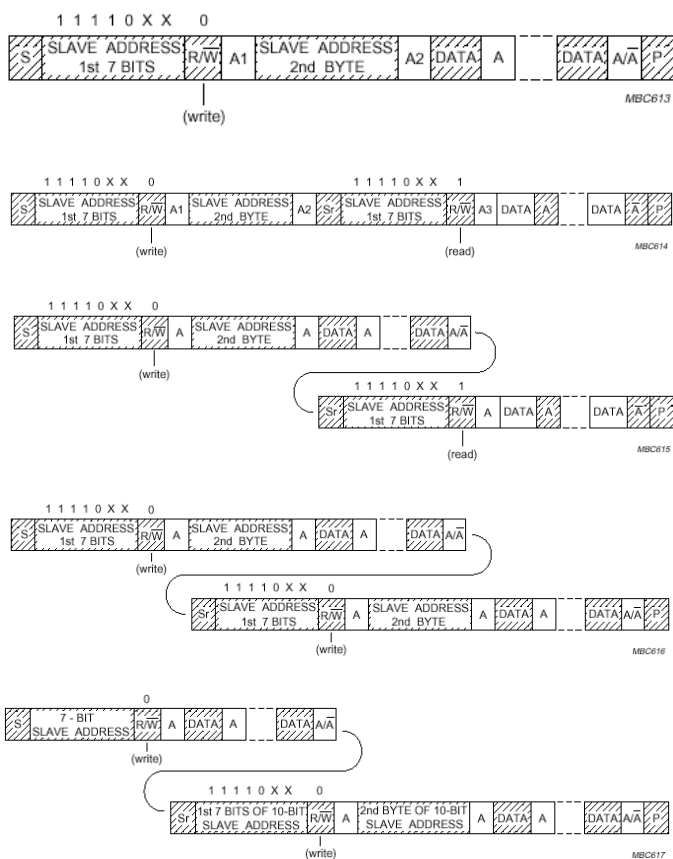 1 1 1 1 0 X X 0
S SLAVE ADDRESS 1st 7 BITS R/W̅ A1 SLAVE ADDRESS 2nd BYTE A2 DATA A DATA A/A̅ P
MBC613
(write)
1 1 1 1 0 X X 0 1 1 1 1 0 X X 1
S SLAVE ADDRESS 1st 7 BITS R/W̅ A1 SLAVE ADDRESS 2nd BYTE A2 Sr SLAVE ADDRESS 1st 7 BITS R/W̅ A3 DATA A DATA A̅ P
(write) (read) MBC614
1 1 1 1 0 X X 0
S SLAVE ADDRESS 1st 7 BITS R/W̅ A SLAVE ADDRESS 2nd BYTE A DATA A DATA A/A̅
(write)
1 1 1 1 0 X X 1
Sr SLAVE ADDRESS 1st 7 BITS R/W̅ A DATA A DATA A̅ P
(read) MBC615
1 1 1 1 0 X X 0
S SLAVE ADDRESS 1st 7 BITS R/W̅ A SLAVE ADDRESS 2nd BYTE A DATA A DATA A/A̅
(write)
1 1 1 1 0 X X 0
Sr SLAVE ADDRESS 1st 7 BITS R/W̅ A SLAVE ADDRESS 2nd BYTE A DATA A DATA A/A̅ P
(write) MBC616
0
S 7 - BIT SLAVE ADDRESS R/W̅ A DATA A DATA A/A̅
(write)
1 1 1 1 0 X X 0
Sr 1st 7 BITS OF 10-BIT SLAVE ADDRESS R/W̅ A 2nd BYTE OF 10-BIT SLAVE ADDRESS A DATA A DATA A/A̅ P
(write) MBC617